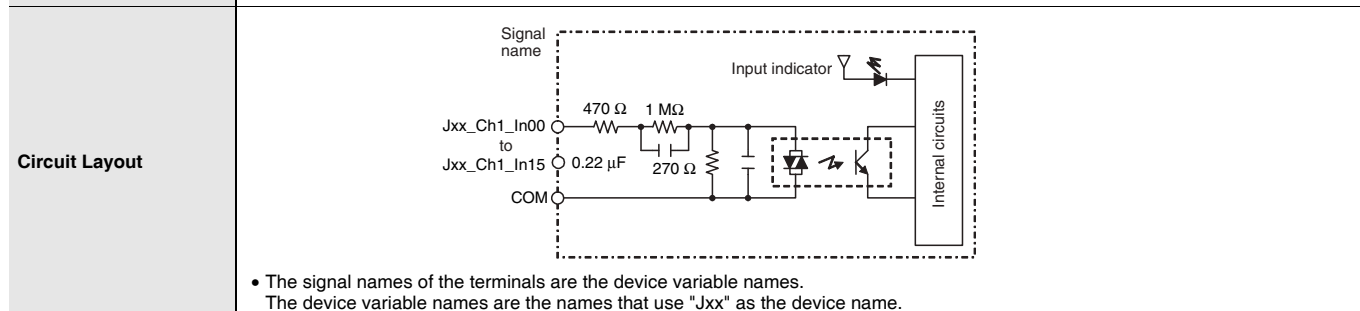 Circuit Layout
Signal
name
Input indicator
470 Ω 1 MΩ
Jxx_Ch1_In00
to
Jxx_Ch1_In15 0.22 μF 270 Ω
COM
Internal circuits
• The signal names of the terminals are the device variable names.
The device variable names are the names that use "Jxx" as the device name.